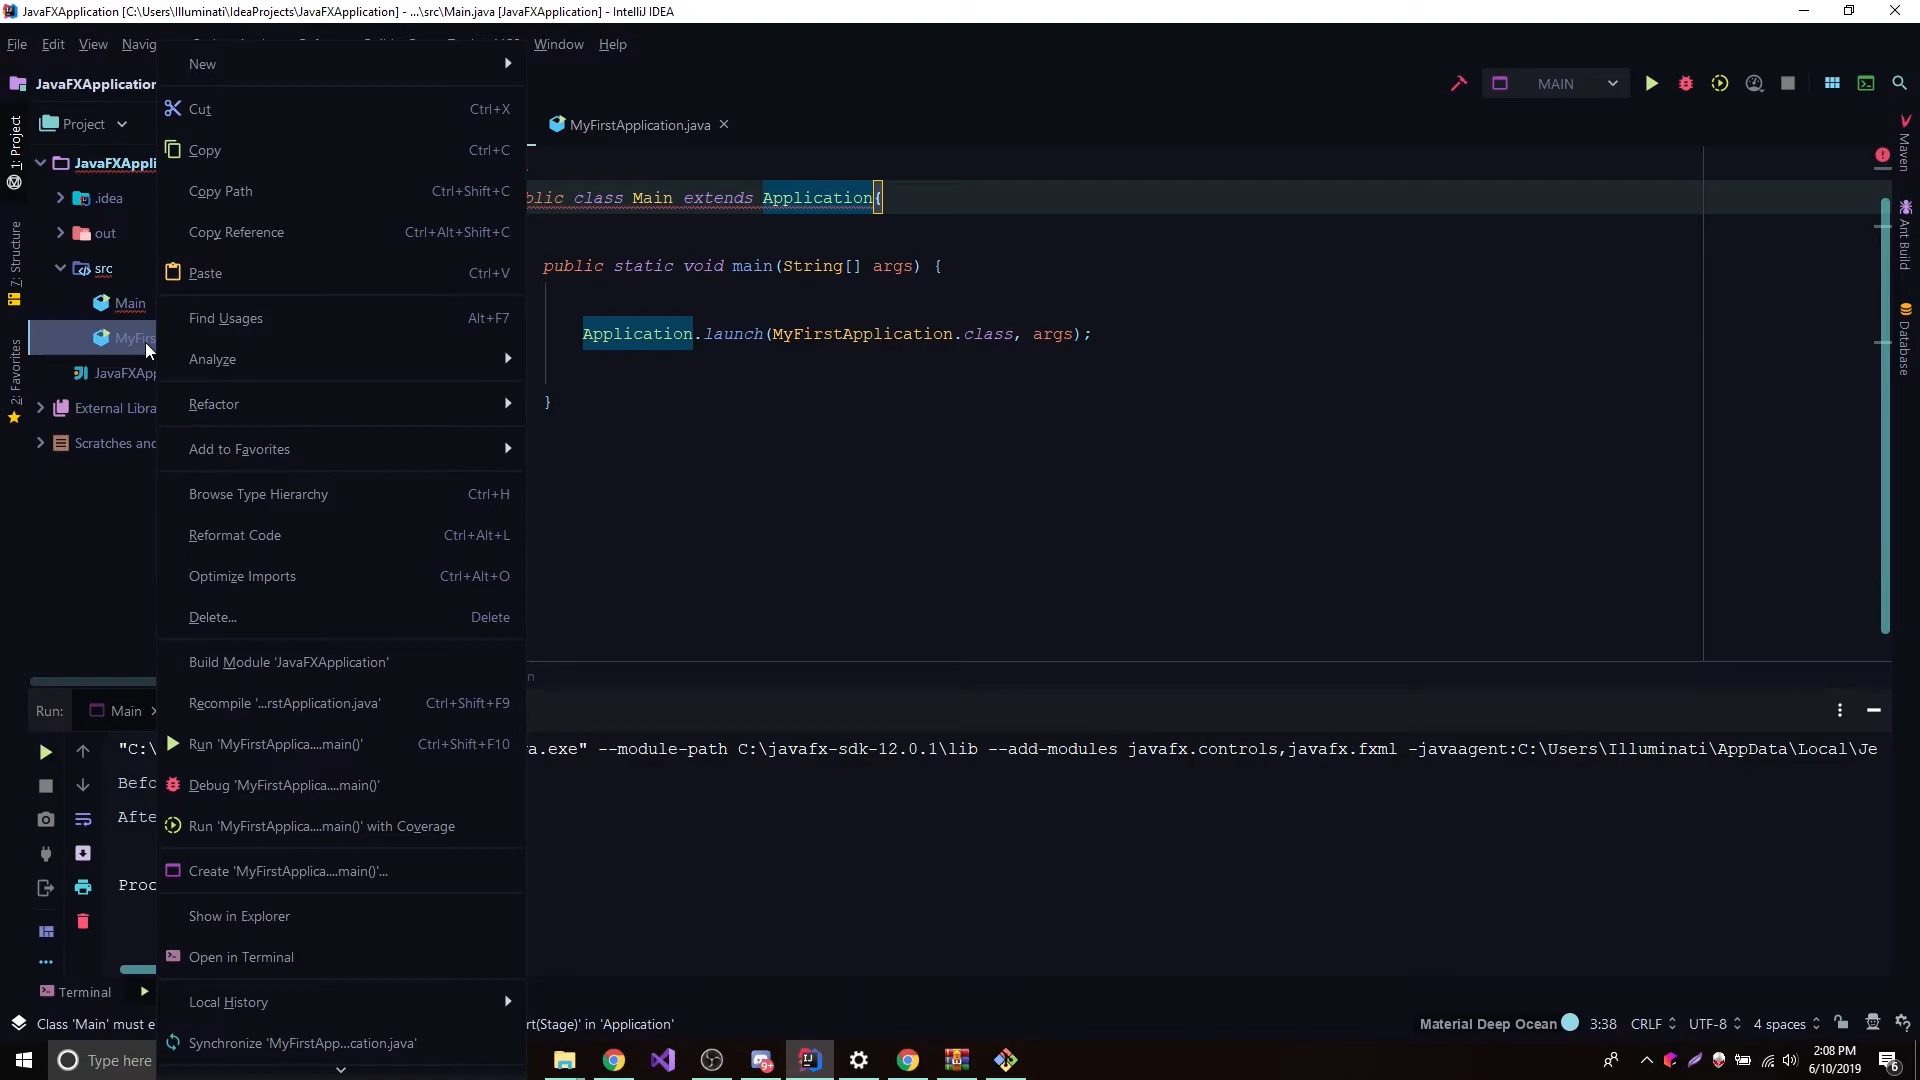 JavaFXApplication [C:\Users\Illuminati\IdeaProjects\JavaFXApplication] - ...\src\Main.java [JavaFXApplication] - IntelliJ IDEA
File Edit View Navig Window Help
JavaFXApplication
MAIN
Project
MyFirstApplication.java
1: Project
7: Structure
2: Favorites
JavaFXAppli
.idea
out
src
Main
MyFirs
JavaFXApp
External Libra
Scratches and
New
Cut Ctrl+X
Copy Ctrl+C
Copy Path Ctrl+Shift+C
Copy Reference Ctrl+Alt+Shift+C
Paste Ctrl+V
Find Usages Alt+F7
Analyze
Refactor
Add to Favorites
Browse Type Hierarchy Ctrl+H
Reformat Code Ctrl+Alt+L
Optimize Imports Ctrl+Alt+O
Delete... Delete
Build Module 'JavaFXApplication'
Recompile '...rstApplication.java' Ctrl+Shift+F9
Run 'MyFirstApplica....main()' Ctrl+Shift+F10
Debug 'MyFirstApplica....main()'
Run 'MyFirstApplica....main()' with Coverage
Create 'MyFirstApplica....main()'...
Show in Explorer
Open in Terminal
Local History
Synchronize 'MyFirstApp...cation.java'
blic class Main extends Application{
public static void main(String[] args) {
Application.launch(MyFirstApplication.class, args);
}
Maven
Ant Build
Database
n
Run: Main
"C:\ va.exe" --module-path C:\javafx-sdk-12.0.1\lib --add-modules javafx.controls,javafx.fxml -javaagent:C:\Users\Illuminati\AppData\Local\Je
Befo
Afte
Proc
Terminal
Class 'Main' must e rt(Stage)' in 'Application'
Material Deep Ocean 3:38 CRLF UTF-8 4 spaces
Type here
9+
2:08 PM
6/10/2019
6